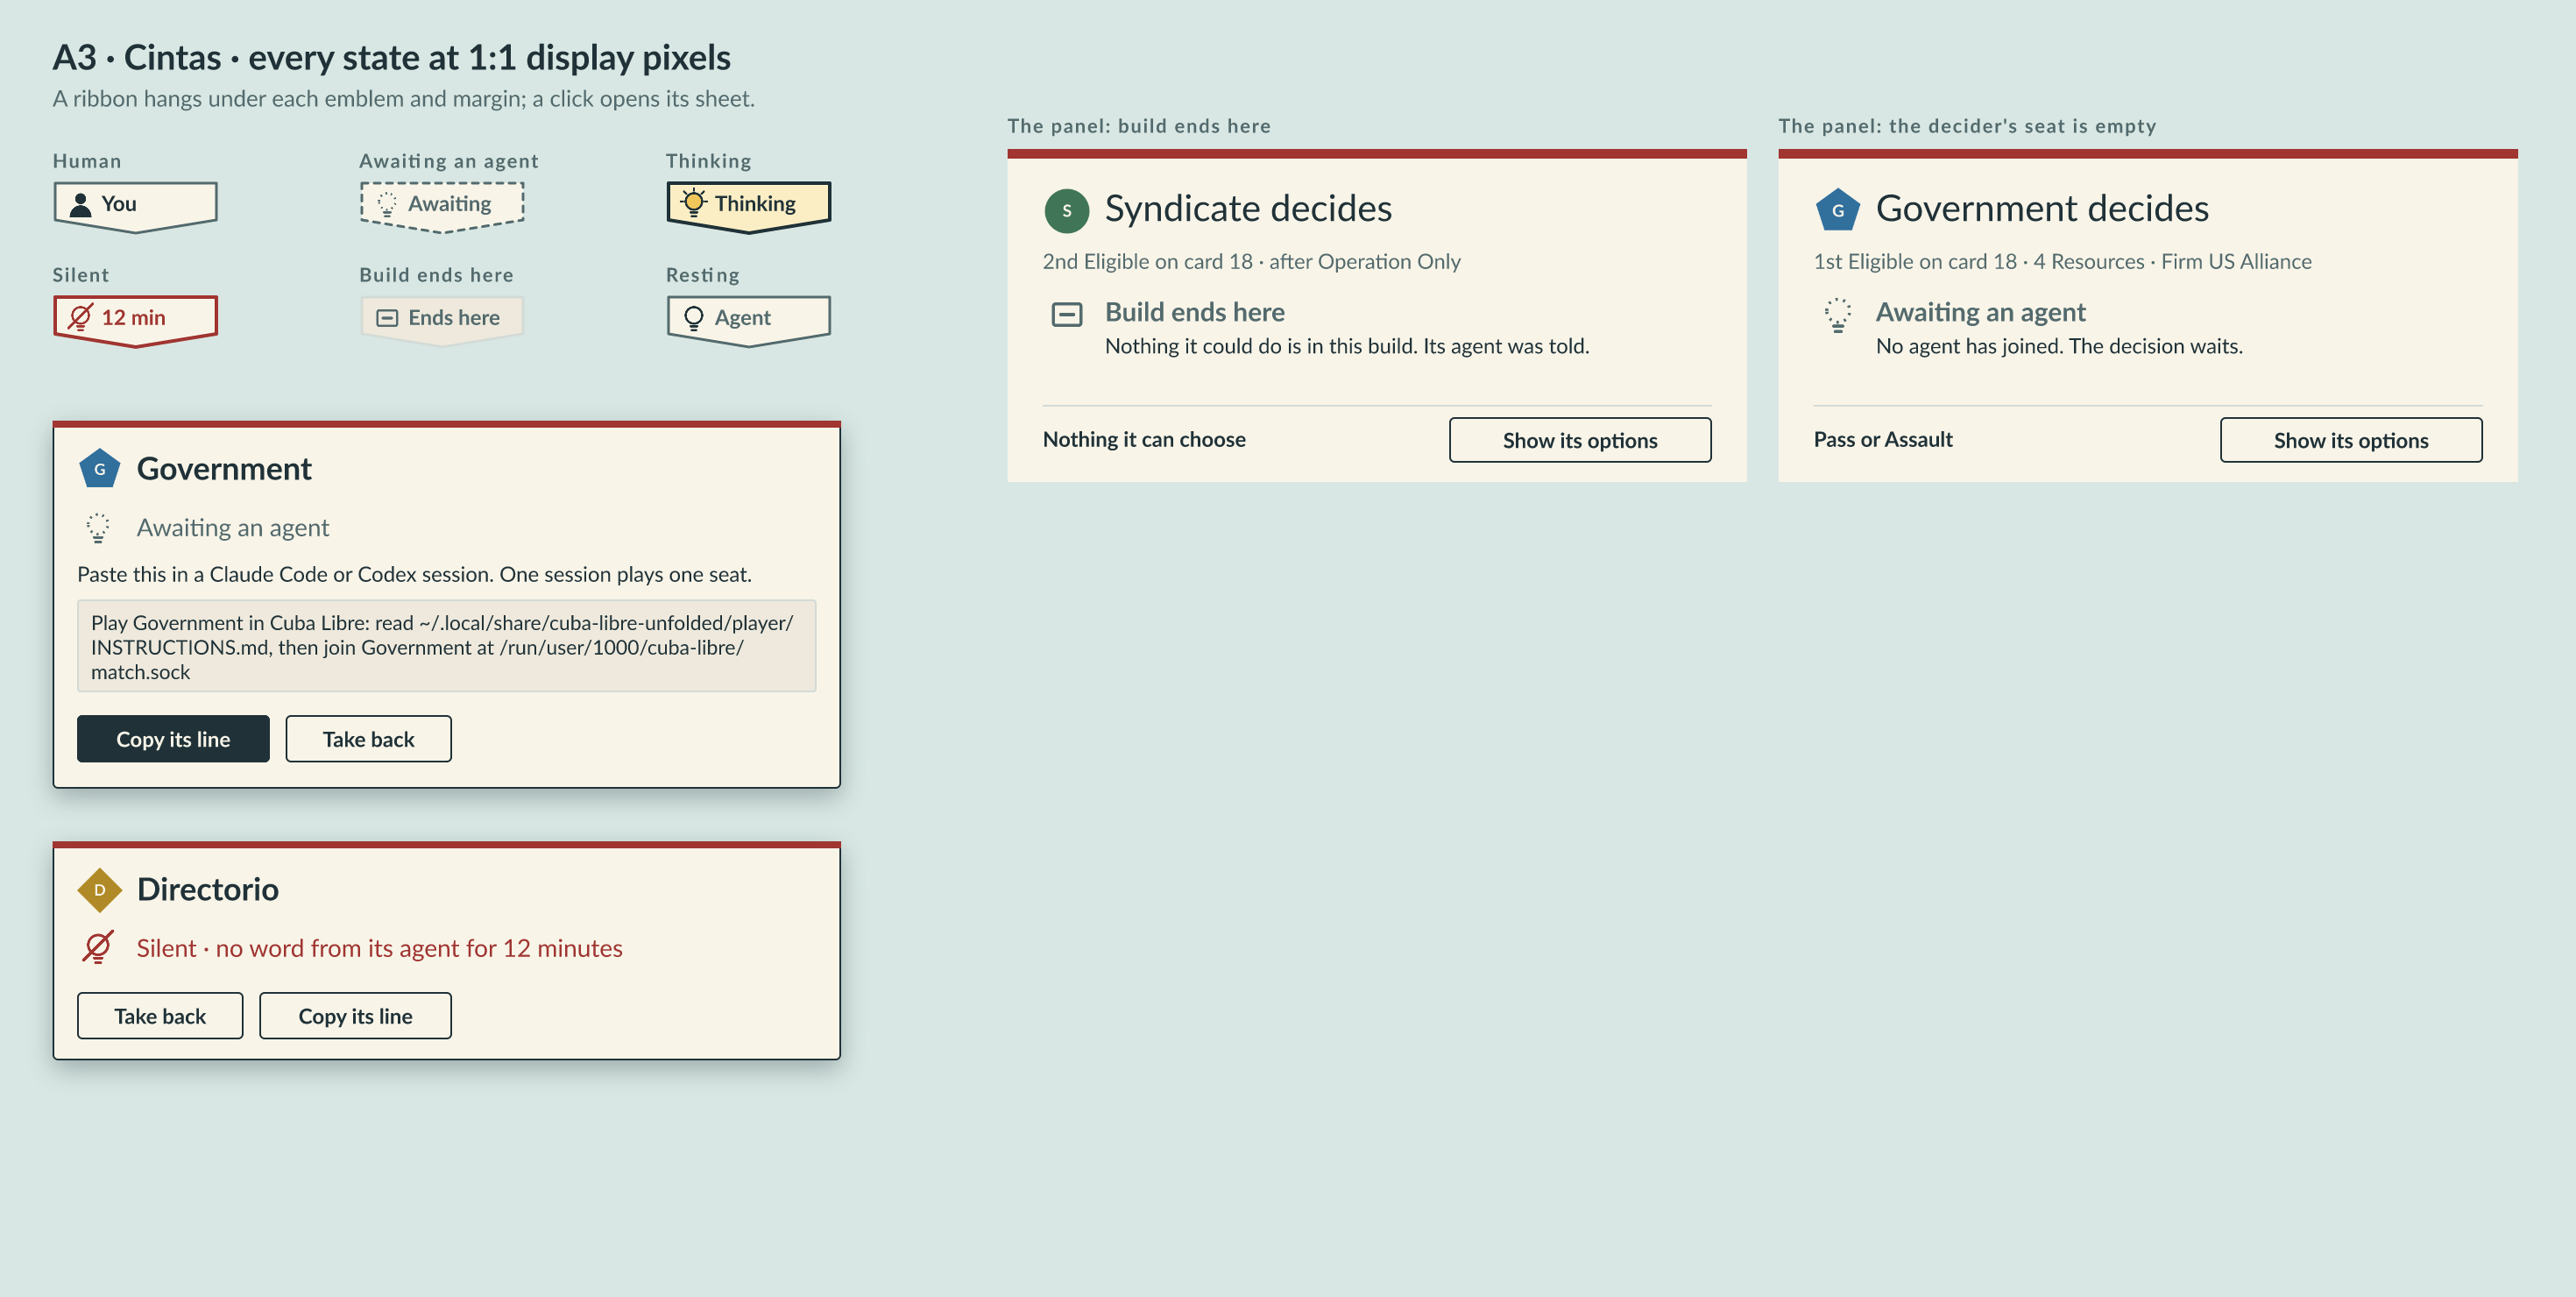 A3 · Cintas · every state at 1:1 display pixels
A ribbon hangs under each emblem and margin; a click opens its sheet.
Human
Awaiting an agent
Thinking
You
Awaiting
Thinking
Silent
Build ends here
Resting
12 min
Ends here
Agent
G
Government
Awaiting an agent
Paste this in a Claude Code or Codex session. One session plays one seat.
Play Government in Cuba Libre: read ~/.local/share/cuba-libre-unfolded/player/
INSTRUCTIONS.md, then join Government at /run/user/1000/cuba-libre/
match.sock
Copy its line
Take back
D
Directorio
Silent · no word from its agent for 12 minutes
Take back
Copy its line
The panel: build ends here
S
Syndicate decides
2nd Eligible on card 18 · after Operation Only
Build ends here
Nothing it could do is in this build. Its agent was told.
Nothing it can choose
Show its options
The panel: the decider's seat is empty
G
Government decides
1st Eligible on card 18 · 4 Resources · Firm US Alliance
Awaiting an agent
No agent has joined. The decision waits.
Pass or Assault
Show its options